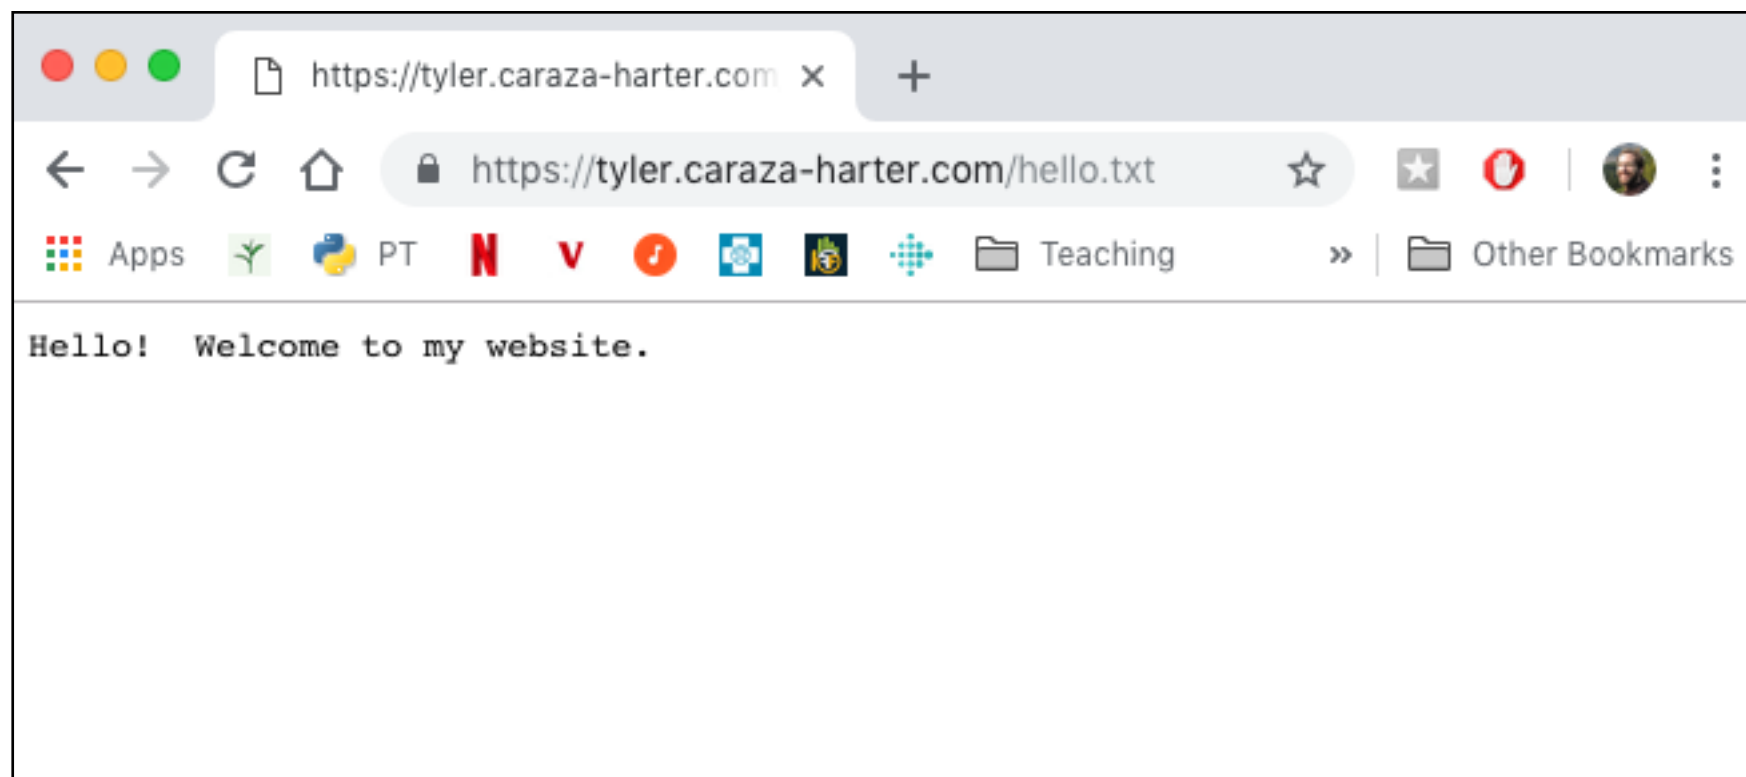 https://tyler.caraza-harter.com
https://tyler.caraza-harter.com/hello.txt
Apps PT N V Teaching » Other Bookmarks
Hello!  Welcome to my website.